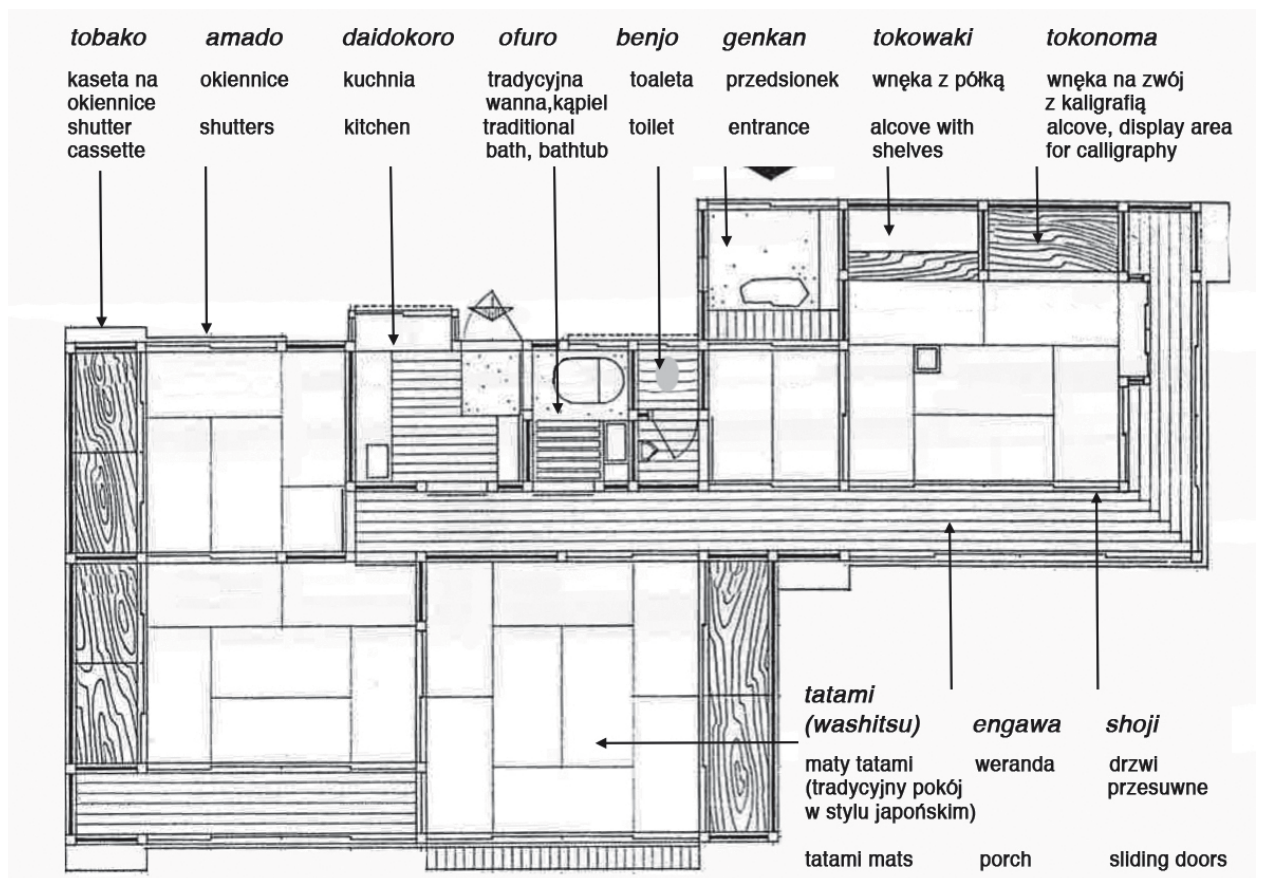 tobako
kaseta na
okiennice
shutter
cassette
amado
okiennice
shutters
daidokoro
kuchnia
kitchen
ofuro
tradycyjna
wanna,kąpiel
traditional
bath, bathtub
benjo
toaleta
toilet
genkan
przedsionek
entrance
tokowaki
wnęka z półką
alcove with
shelves
tokonoma
wnęka na zwój
z kaligrafią
alcove, display area
for calligraphy
tatami
(washitsu)
maty tatami
(tradycyjny pokój
w stylu japońskim)
tatami mats
engawa
weranda
porch
shoji
drzwi
przesuwne
sliding doors